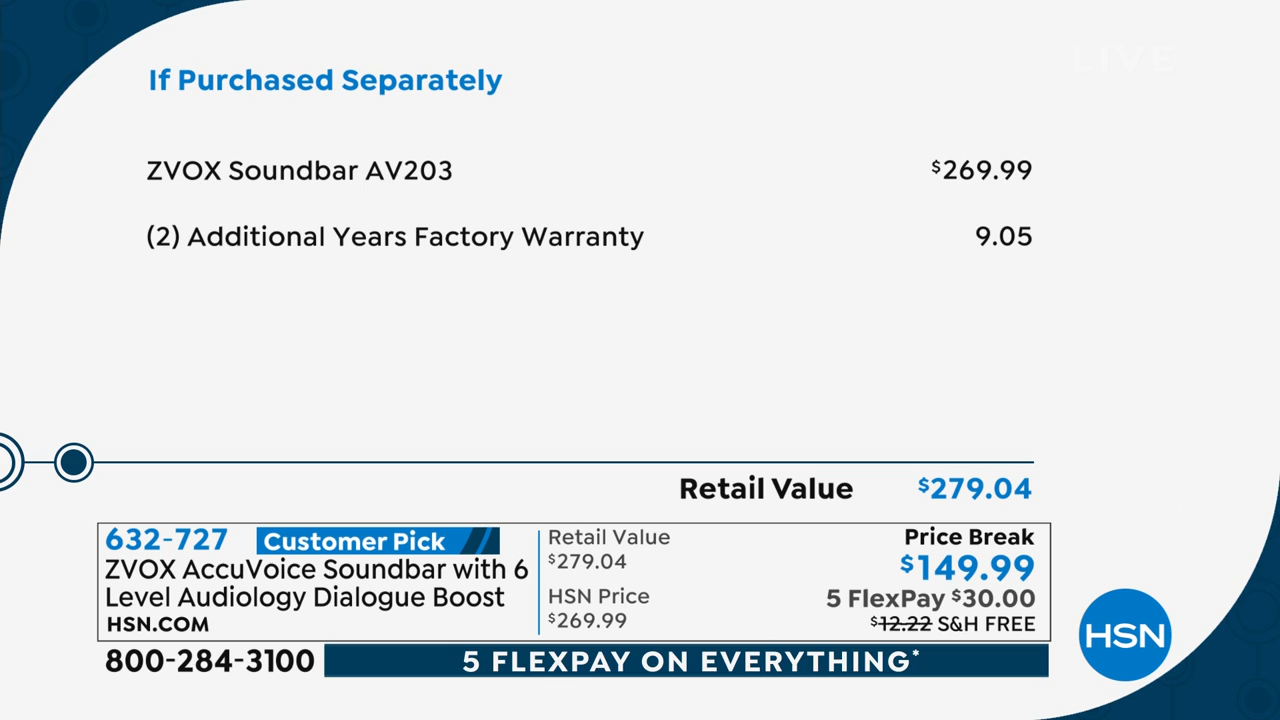 LIVE
If Purchased Separately
ZVOX Soundbar AV203 $269.99
(2) Additional Years Factory Warranty 9.05
Retail Value $279.04
632-727 Customer Pick
ZVOX AccuVoice Soundbar with 6
Level Audiology Dialogue Boost
HSN.COM
Retail Value
$279.04
HSN Price
$269.99
Price Break
$149.99
5 FlexPay $30.00
$12.22 S&H FREE
HSN
800-284-3100
5 FLEXPAY ON EVERYTHING*